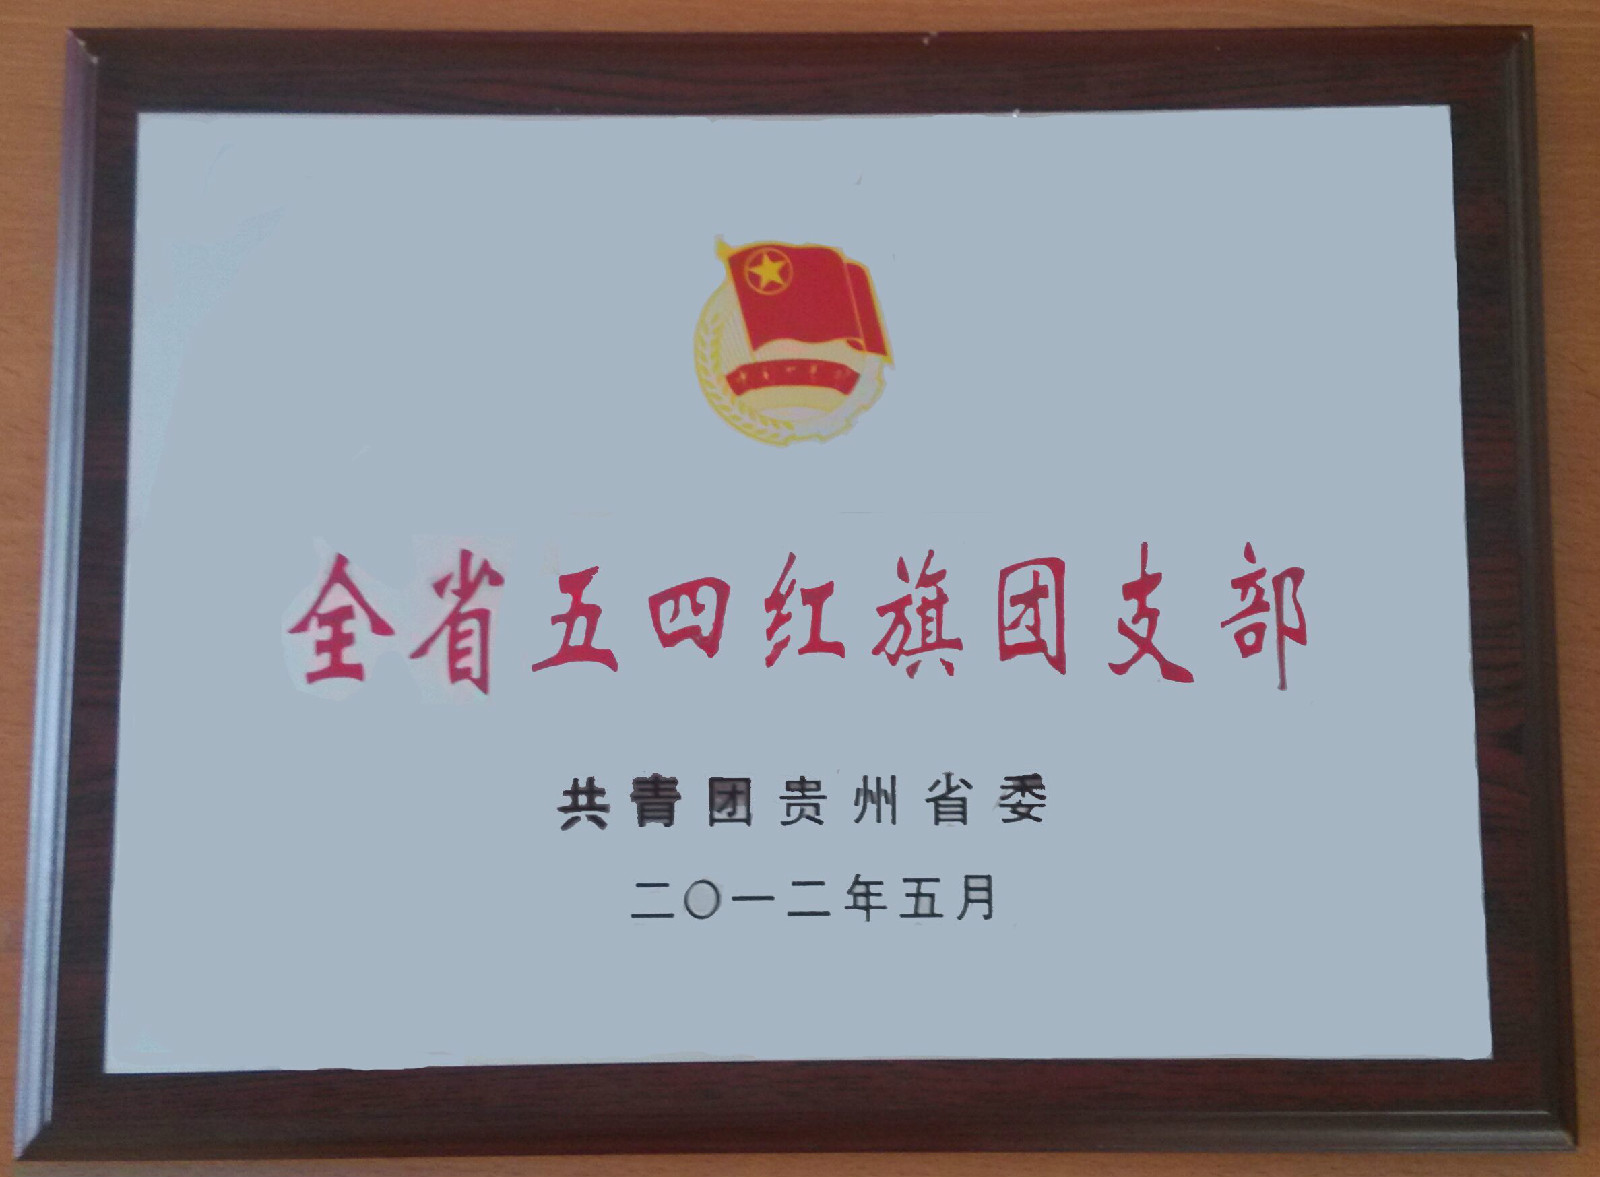 全省五四红旗团支部
共青团贵州省委
二〇一二年五月